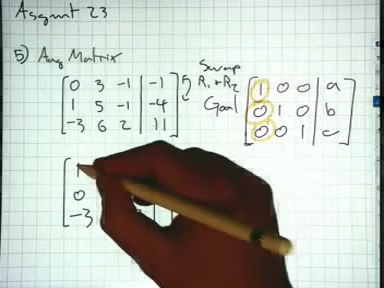 Assgmt 23
5) Aug Matrix
0 3 -1 | -1
1 5 -1 | -4
-3 6 2 | 11
Swap
R1 + R2
Goal
1 0 0 | a
0 1 0 | b
0 0 1 | c
1
0
-3